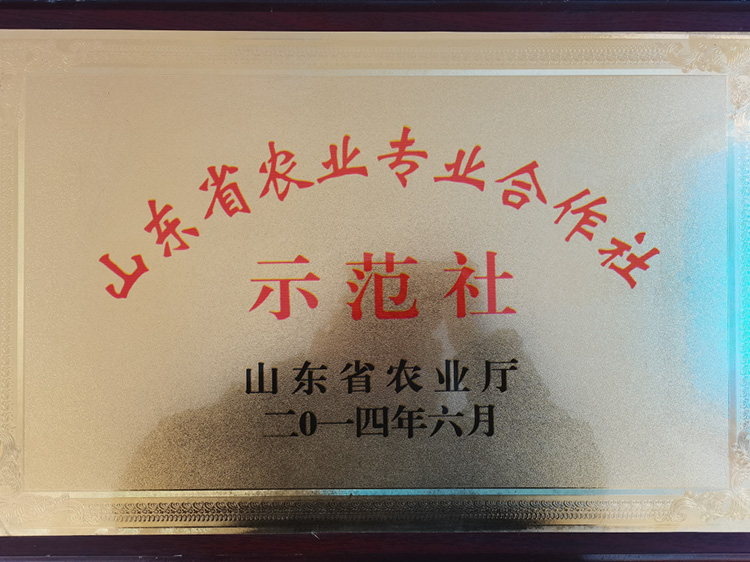 山东省农业专业合作社
示范社
山东省农业厅
二0一四年六月